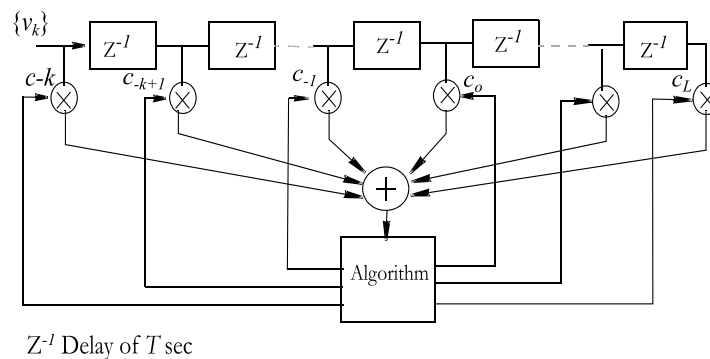 {v_k}
Z^-1
Z^-1
Z^-1
Z^-1
Z^-1
c-k
c_-k+1
c_-1
c_o
c_L
+
Algorithm
Z^-1 Delay of T sec